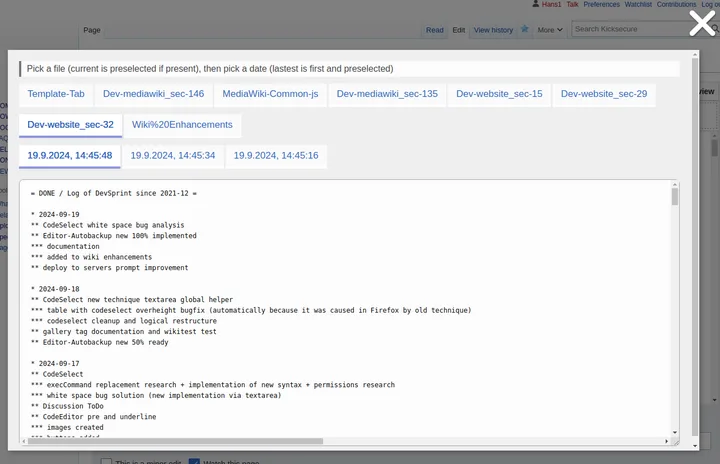 Hans1 Talk Preferences Watchlist Contributions Log
Page Read Edit View history More Search Kicksecure
Pick a file (current is preselected if present), then pick a date (lastest is first and preselected)
Template-Tab Dev-mediawiki_sec-146 MediaWiki-Common-js Dev-mediawiki_sec-135 Dev-website_sec-15 Dev-website_sec-29
Dev-website_sec-32 Wiki%20Enhancements
19.9.2024, 14:45:48 19.9.2024, 14:45:34 19.9.2024, 14:45:16
= DONE / Log of DevSprint since 2021-12 =
* 2024-09-19
** CodeSelect white space bug analysis
** Editor-Autobackup new 100% implemented
*** documentation
*** added to wiki enhancements
** deploy to servers prompt improvement
* 2024-09-18
** CodeSelect new technique textarea global helper
*** table with codeselect overheight bugfix (automatically because it was caused in Firefox by old technique)
*** codeselect cleanup and logical restructure
** gallery tag documentation and wikitest test
** Editor-Autobackup new 50% ready
* 2024-09-17
** CodeSelect
*** execCommand replacement research + implementation of new syntax + permissions research
*** white space bug solution (new implementation via textarea)
** Discussion ToDo
** CodeEditor pre and underline
*** images created
*** buttons added
This is a minor edit Watch this page